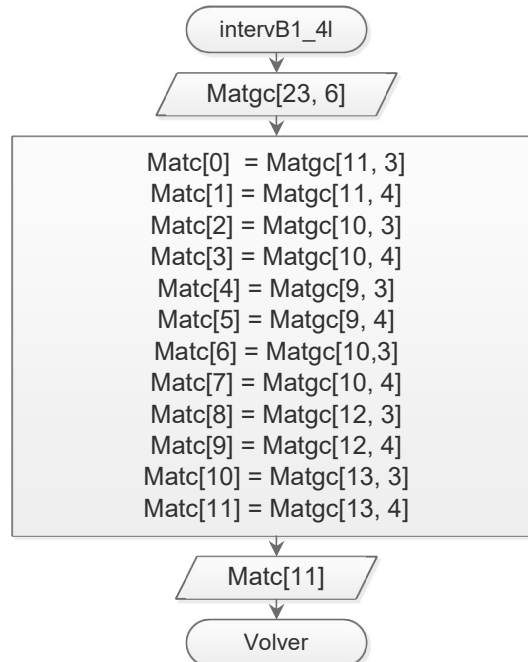 intervB1_4l
Matgc[23, 6]
Matc[0]  = Matgc[11, 3]
Matc[1] = Matgc[11, 4]
Matc[2] = Matgc[10, 3]
Matc[3] = Matgc[10, 4]
Matc[4] = Matgc[9, 3]
Matc[5] = Matgc[9, 4]
Matc[6] = Matgc[10,3]
Matc[7] = Matgc[10, 4]
Matc[8] = Matgc[12, 3]
Matc[9] = Matgc[12, 4]
Matc[10] = Matgc[13, 3]
Matc[11] = Matgc[13, 4]
Matc[11]
Volver